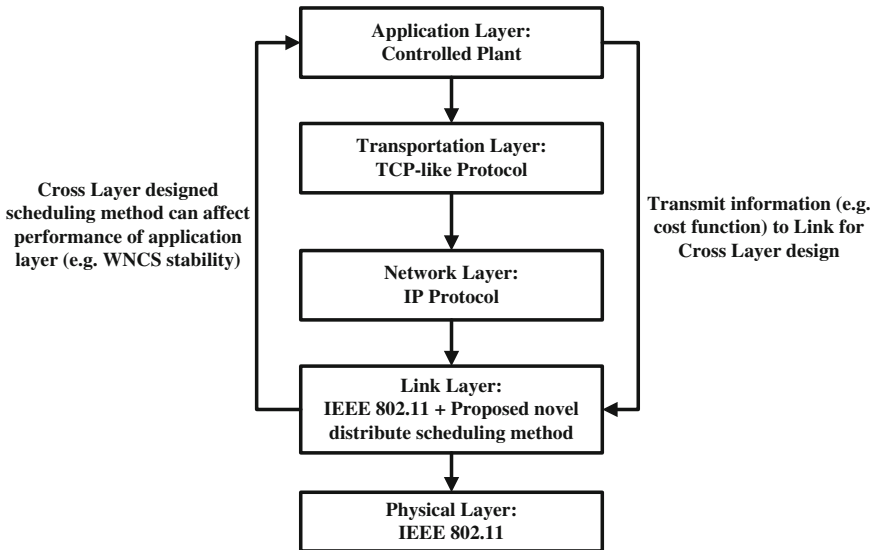 Application Layer:
Controlled Plant
Transportation Layer:
TCP-like Protocol
Cross Layer designed
scheduling method can affect
performance of application
layer (e.g. WNCS stability)
Transmit information (e.g.
cost function) to Link for
Cross Layer design
Network Layer:
IP Protocol
Link Layer:
IEEE 802.11 + Proposed novel
distribute scheduling method
Physical Layer:
IEEE 802.11